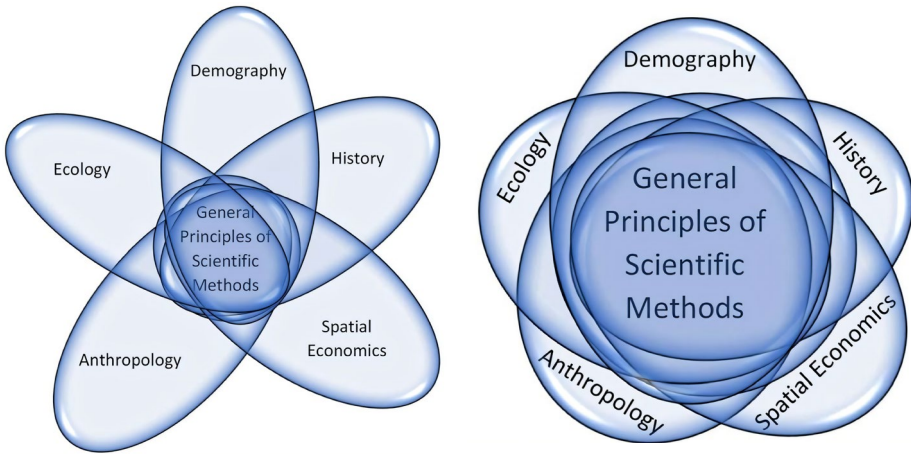 Demography
Ecology
History
General
Principles of
Scientific
Methods
Anthropology
Spatial
Economics
Demography
Ecology
History
General
Principles of
Scientific
Methods
Anthropology
Spatial Economics